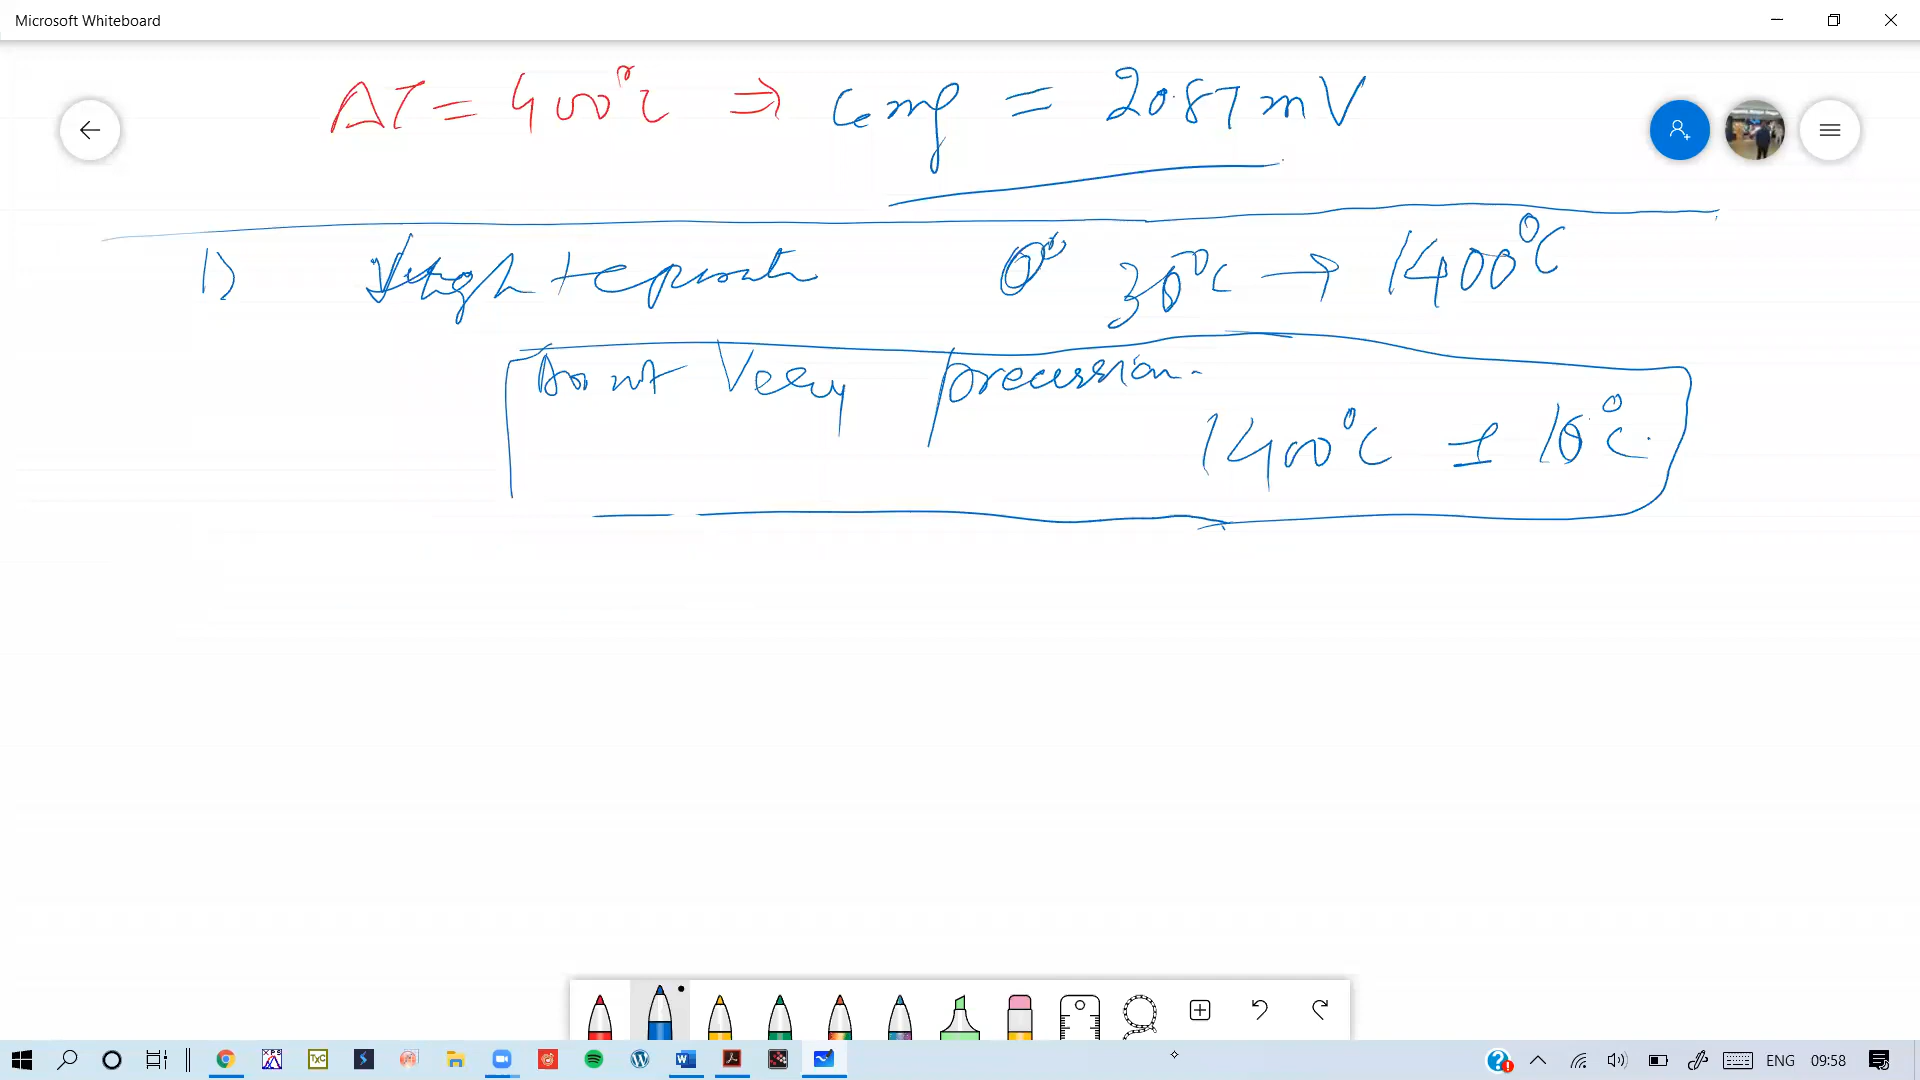 Microsoft Whiteboard
ΔT = 400°C ⇒ emf = 20.87 mV
1) High temperature 0° 30°C → 1400°C
Do not Very precession.
1400°C ± 10°C.
ENG 09:58